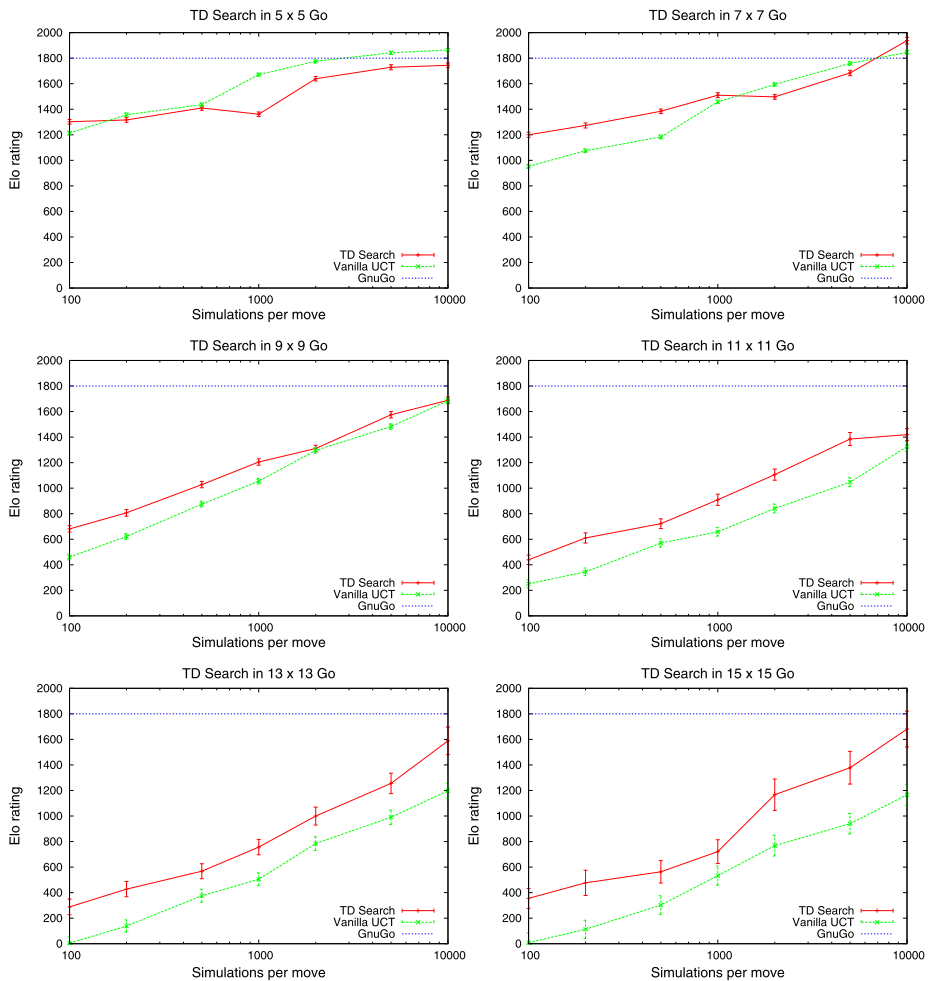 TD Search in 5 x 5 Go
2000
1800
1600
1400
1200
1000
800
600
400
200
0
Elo rating
TD Search
Vanilla UCT
GnuGo
100 1000 10000
Simulations per move
TD Search in 7 x 7 Go
2000
1800
1600
1400
1200
1000
800
600
400
200
0
Elo rating
TD Search
Vanilla UCT
GnuGo
100 1000 10000
Simulations per move
TD Search in 9 x 9 Go
2000
1800
1600
1400
1200
1000
800
600
400
200
0
Elo rating
TD Search
Vanilla UCT
GnuGo
100 1000 10000
Simulations per move
TD Search in 11 x 11 Go
2000
1800
1600
1400
1200
1000
800
600
400
200
0
Elo rating
TD Search
Vanilla UCT
GnuGo
100 1000 10000
Simulations per move
TD Search in 13 x 13 Go
2000
1800
1600
1400
1200
1000
800
600
400
200
0
Elo rating
TD Search
Vanilla UCT
GnuGo
100 1000 10000
Simulations per move
TD Search in 15 x 15 Go
2000
1800
1600
1400
1200
1000
800
600
400
200
0
Elo rating
TD Search
Vanilla UCT
GnuGo
100 1000 10000
Simulations per move